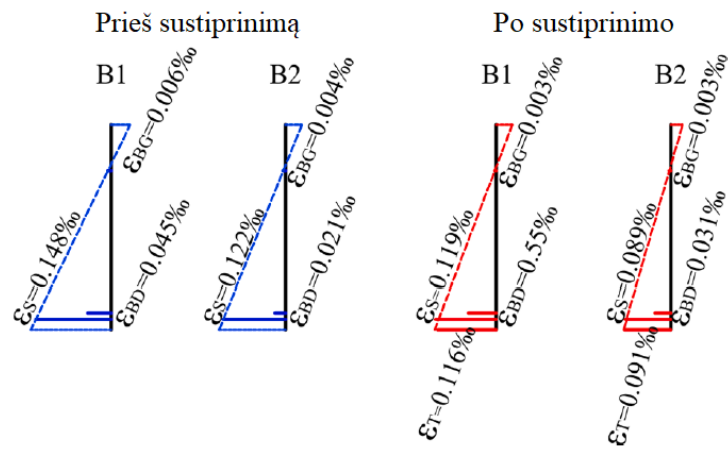 Prieš sustiprinimą
Po sustiprinimo
B1
B2
B1
B2
εBG=0.006‰
εS=0.148‰
εBD=0.045‰
εBG=0.004‰
εS=0.122‰
εBD=0.021‰
εBG=0.003‰
εS=0.119‰
εBD=0.55‰
εT=0.116‰
εBG=0.003‰
εS=0.089‰
εBD=0.031‰
εT=0.091‰